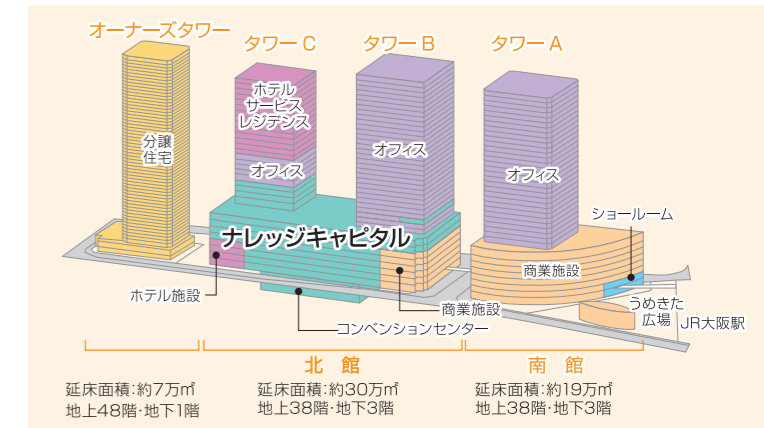 オーナーズタワー
タワーC
タワーB
タワーA
ホテル
サービス
レジデンス
分譲
住宅
オフィス
オフィス
オフィス
ショールーム
ナレッジキャピタル
商業施設
ホテル施設
商業施設
うめきた
広場
JR大阪駅
コンベンションセンター
北館
南館
延床面積：約7万㎡
地上48階・地下1階
延床面積：約30万㎡
地上38階・地下3階
延床面積：約19万㎡
地上38階・地下3階